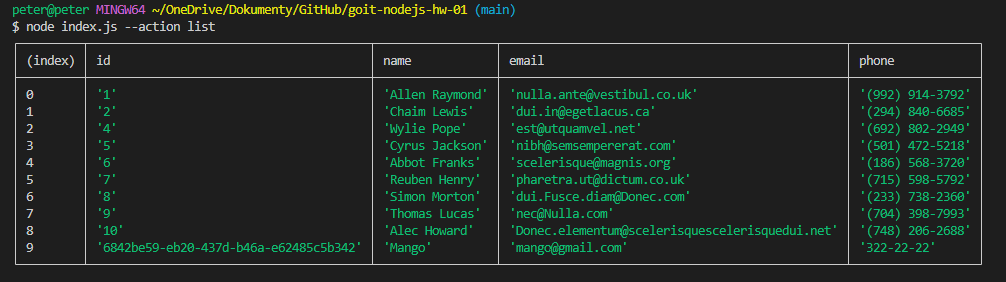 peter@peter MINGW64 ~/OneDrive/Dokumenty/GitHub/goit-nodejs-hw-01 (main)
$ node index.js --action list
(index) id name email phone
0 '1' 'Allen Raymond' 'nulla.ante@vestibul.co.uk' '(992) 914-3792'
1 '2' 'Chaim Lewis' 'dui.in@egetlacus.ca' '(294) 840-6685'
2 '4' 'Wylie Pope' 'est@utquamvel.net' '(692) 802-2949'
3 '5' 'Cyrus Jackson' 'nibh@semsempererat.com' '(501) 472-5218'
4 '6' 'Abbot Franks' 'scelerisque@magnis.org' '(186) 568-3720'
5 '7' 'Reuben Henry' 'pharetra.ut@dictum.co.uk' '(715) 598-5792'
6 '8' 'Simon Morton' 'dui.Fusce.diam@Donec.com' '(233) 738-2360'
7 '9' 'Thomas Lucas' 'nec@Nulla.com' '(704) 398-7993'
8 '10' 'Alec Howard' 'Donec.elementum@scelerisquescelerisquedui.net' '(748) 206-2688'
9 '6842be59-eb20-437d-b46a-e62485c5b342' 'Mango' 'mango@gmail.com' '322-22-22'